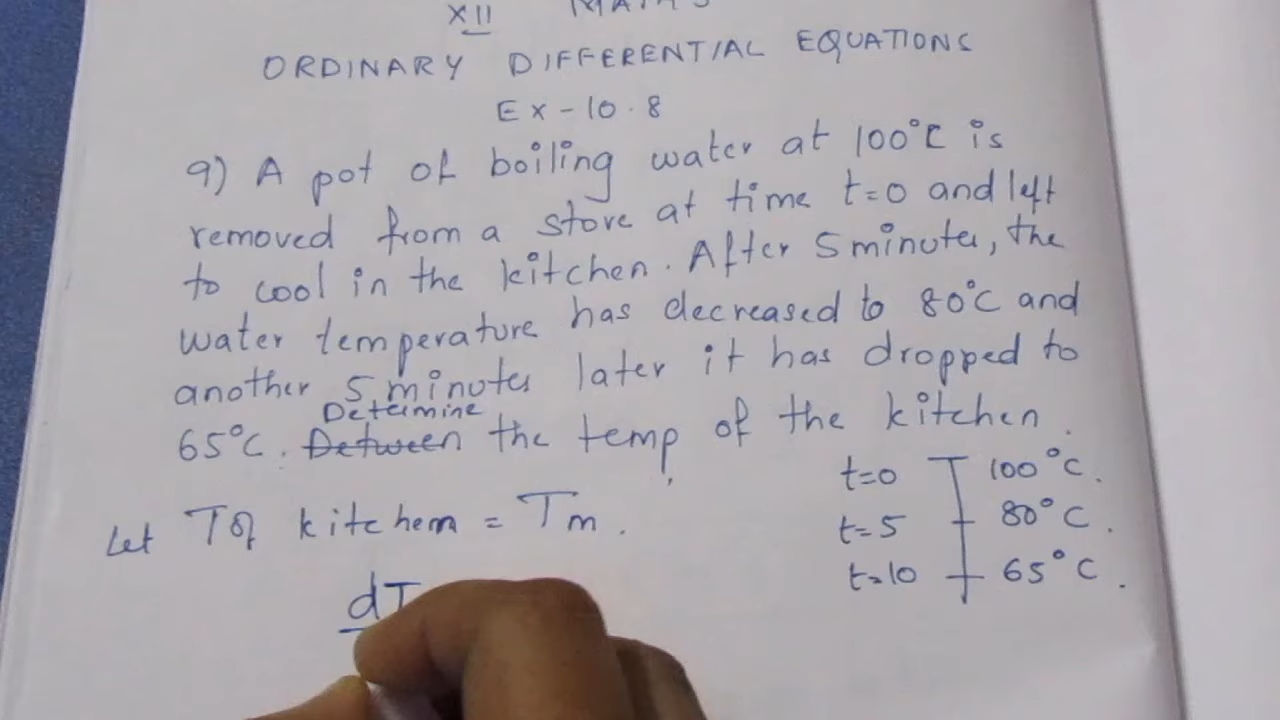 XII MATHS
ORDINARY DIFFERENTIAL EQUATIONS
Ex-10.8
9) A pot of boiling water at 100°C is
removed from a stove at time t=0 and left
to cool in the kitchen. After 5 minutes, the
water temperature has decreased to 80°C and
another 5 minutes later it has dropped to
Determine
65°C. Between the temp of the kitchen.
t=0 100°C.
Let T of kitchen = Tm.
t=5 80°C.
t=10 65°C.
dT